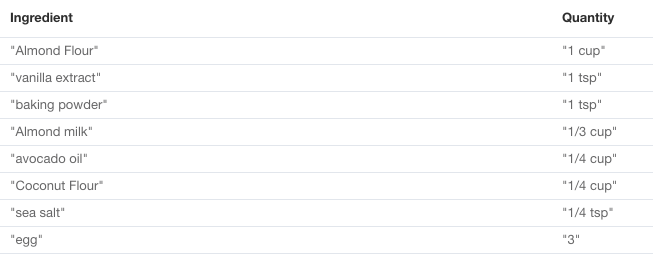 Ingredient Quantity
"Almond Flour" "1 cup"
"vanilla extract" "1 tsp"
"baking powder" "1 tsp"
"Almond milk" "1/3 cup"
"avocado oil" "1/4 cup"
"Coconut Flour" "1/4 cup"
"sea salt" "1/4 tsp"
"egg" "3"